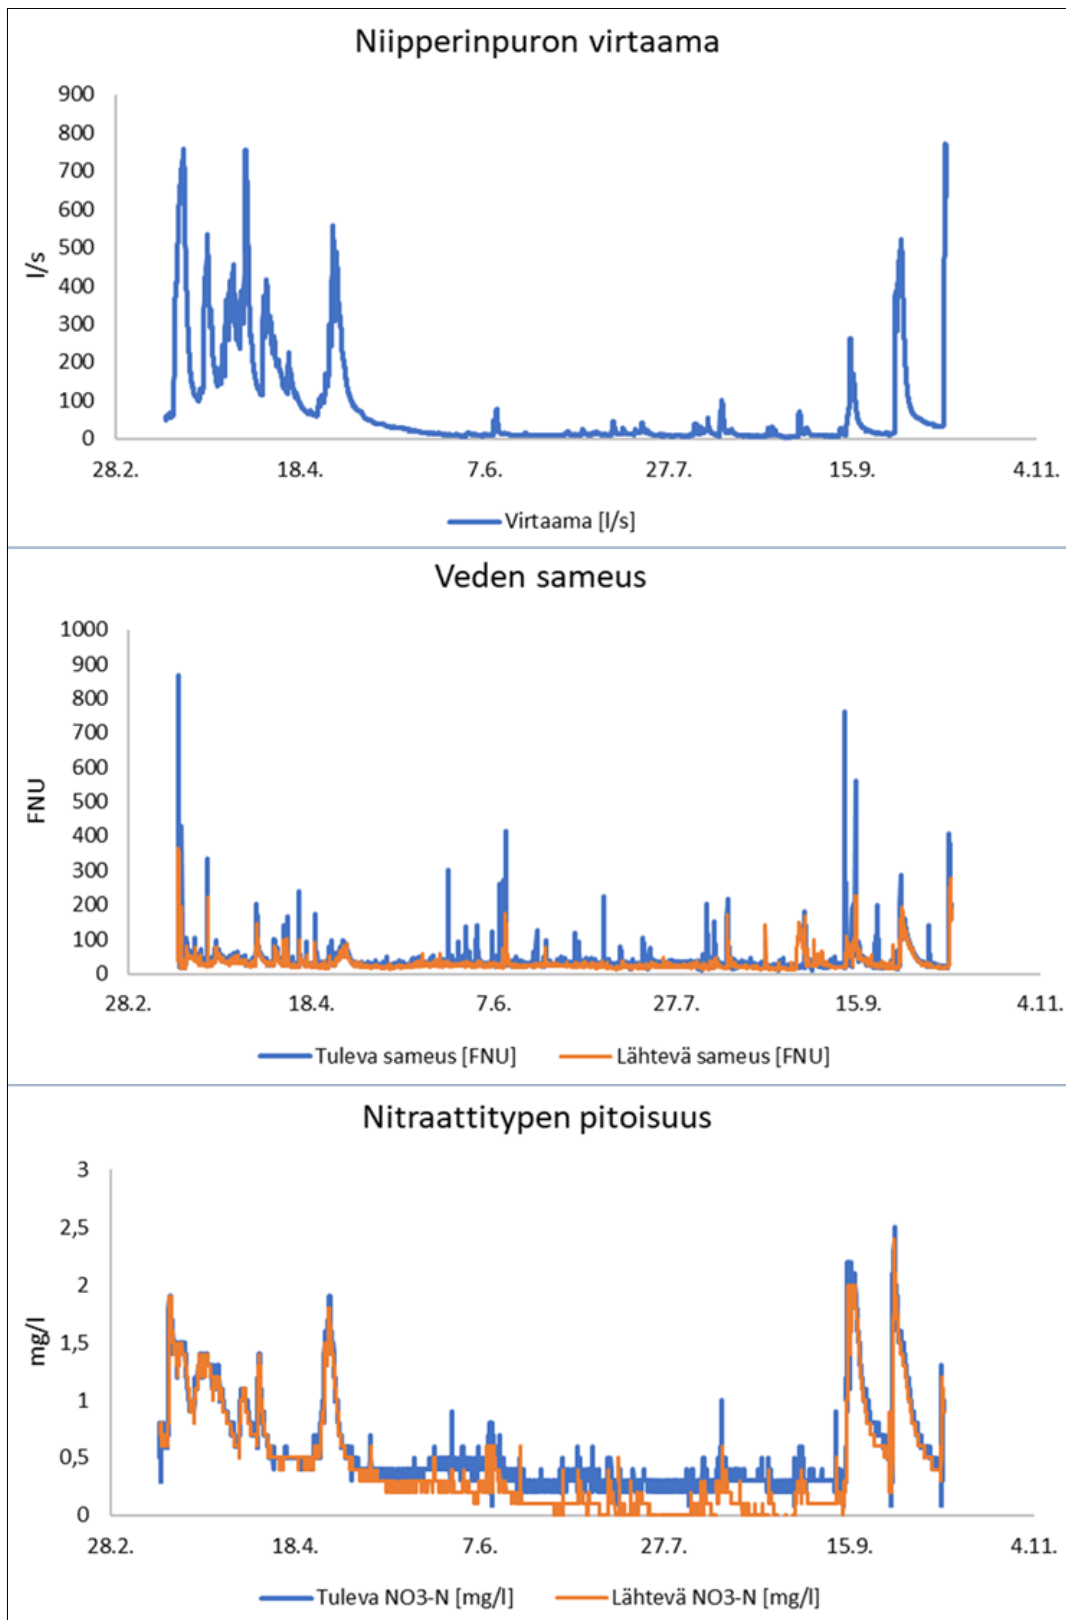 Niipperinpuron virtaama
900
800
700
600
500
400
300
200
100
0
l/s
28.2. 18.4. 7.6. 27.7. 15.9. 4.11.
Virtaama [l/s]
Veden sameus
1000
900
800
700
600
500
400
300
200
100
0
FNU
28.2. 18.4. 7.6. 27.7. 15.9. 4.11.
Tuleva sameus [FNU] Lähtevä sameus [FNU]
Nitraattitypen pitoisuus
3
2,5
2
1,5
1
0,5
0
mg/l
28.2. 18.4. 7.6. 27.7. 15.9. 4.11.
Tuleva NO3-N [mg/l] Lähtevä NO3-N [mg/l]